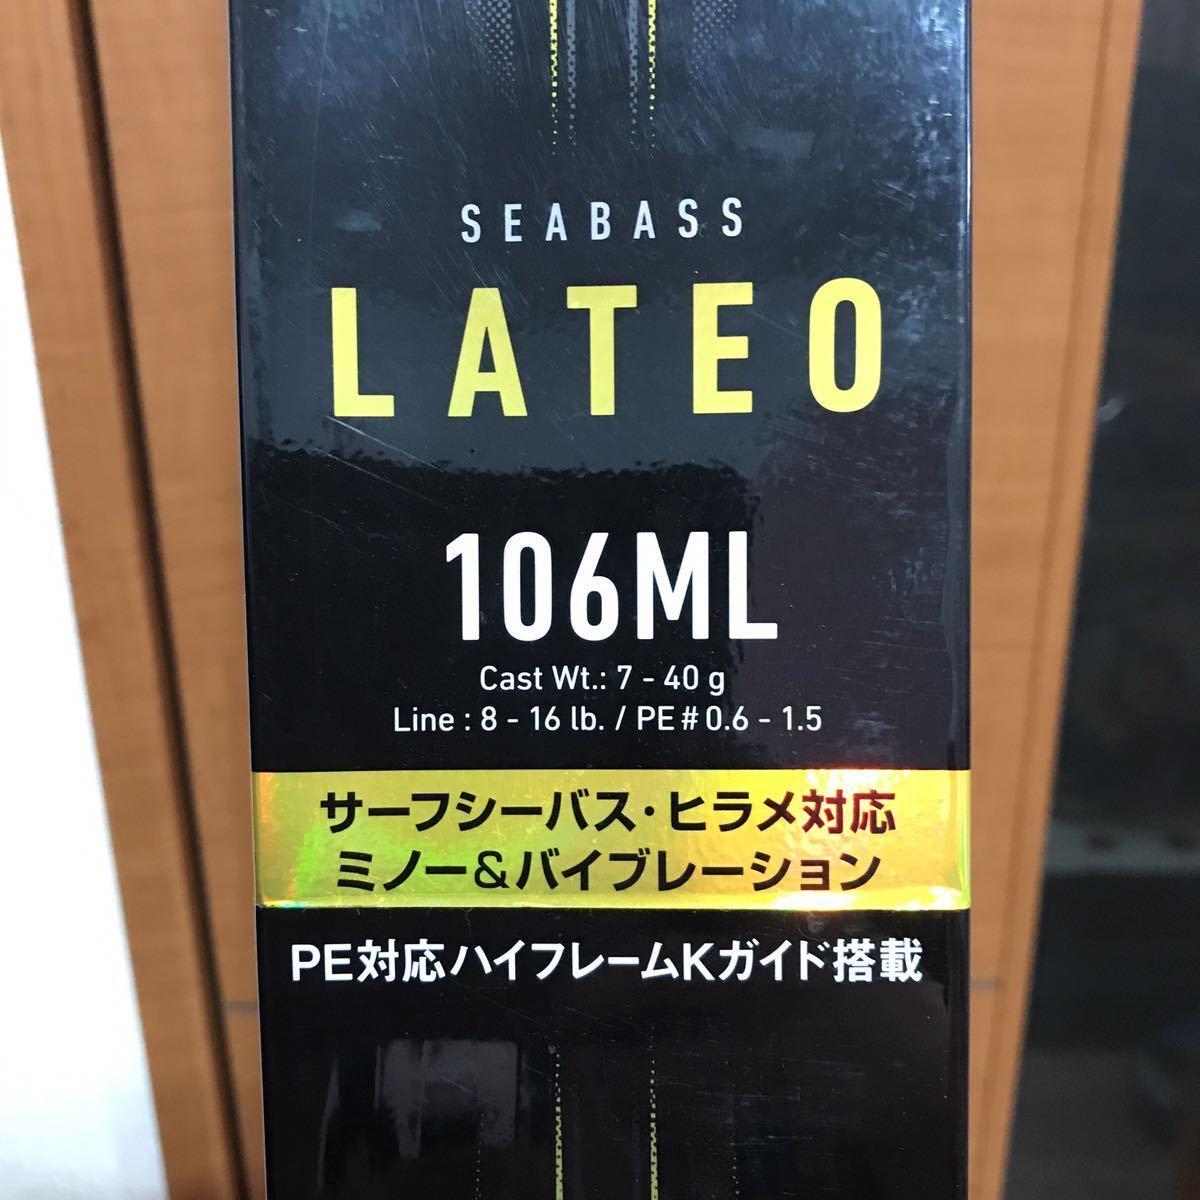 SEABASS
LATEO
106ML
Cast Wt.: 7 - 40 g
Line : 8 - 16 lb. / PE#0.6 - 1.5
サーフシーバス・ヒラメ対応
ミノー&バイブレーション
PE対応ハイフレームKガイド搭載